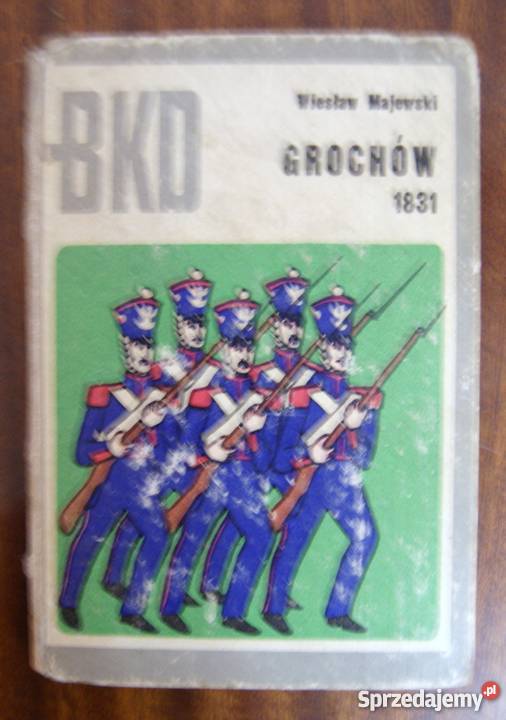 BKD
Wiesław Majewski
GROCHÓW
1831
Sprzedajemy.pl